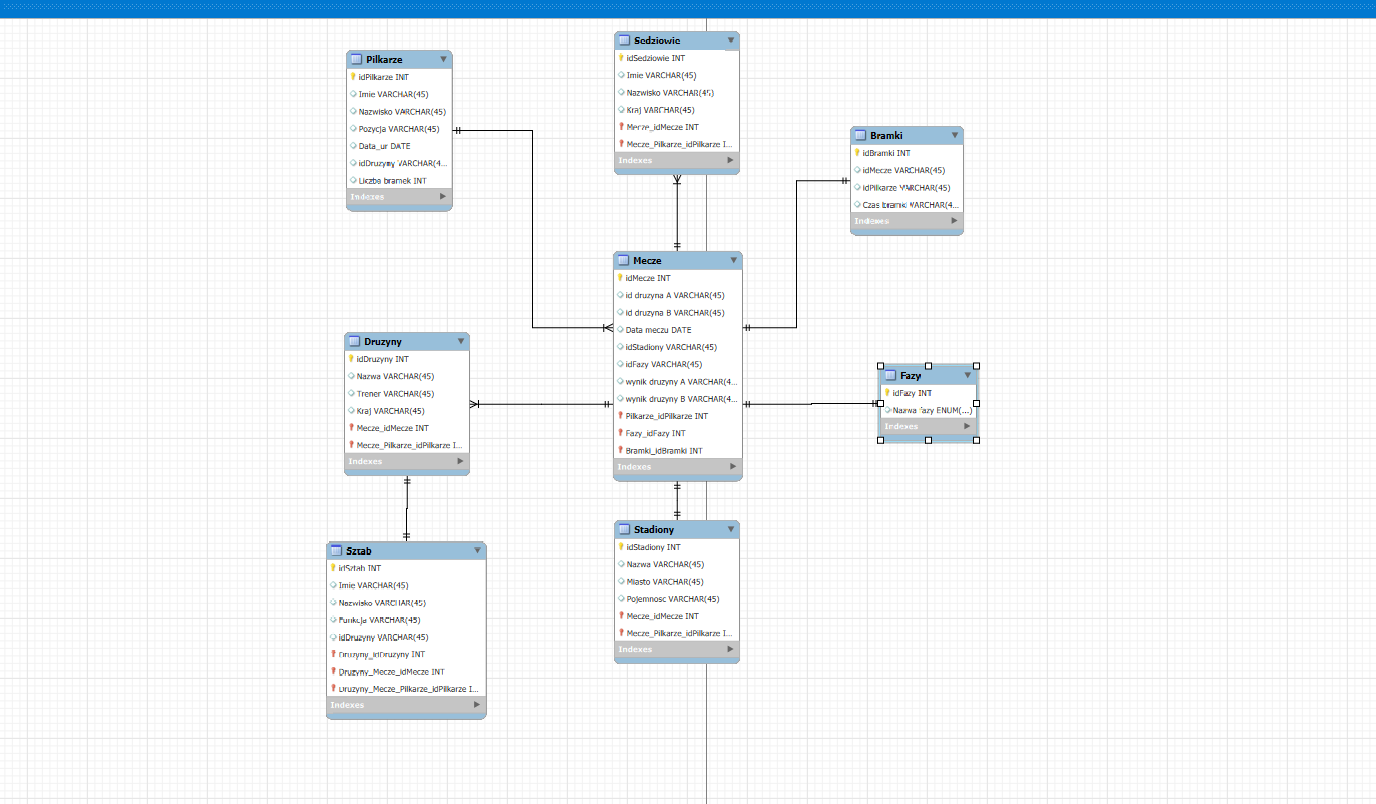 Pilkarze
idPilkarze INT
Imie VARCHAR(45)
Nazwisko VARCHAR(45)
Pozycja VARCHAR(45)
Data_ur DATE
idDruzyny VARCHAR(4...
Liczba bramek INT
Indexes
Sedziowie
idSedziowie INT
Imie VARCHAR(45)
Nazwisko VARCHAR(45)
Kraj VARCHAR(45)
Mecze_idMecze INT
Mecze_Pilkarze_idPilkarze I...
Indexes
Bramki
idBramki INT
idMecze VARCHAR(45)
idPilkarze VARCHAR(45)
Czas bramki VARCHAR(4...
Indexes
Mecze
idMecze INT
id druzyna A VARCHAR(45)
id druzyna B VARCHAR(45)
Data meczu DATE
idStadiony VARCHAR(45)
idFazy VARCHAR(45)
wynik druzyny A VARCHAR(4...
wynik druzyny B VARCHAR(4...
Pilkarze_idPilkarze INT
Fazy_idFazy INT
Bramki_idBramki INT
Indexes
Druzyny
idDruzyny INT
Nazwa VARCHAR(45)
Trener VARCHAR(45)
Kraj VARCHAR(45)
Mecze_idMecze INT
Mecze_Pilkarze_idPilkarze I...
Indexes
Fazy
idFazy INT
Nazwa fazy ENUM(...)
Indexes
Sztab
idSztab INT
Imie VARCHAR(45)
Nazwisko VARCHAR(45)
Funkcja VARCHAR(45)
idDruzyny VARCHAR(45)
Druzyny_idDruzyny INT
Druzyny_Mecze_idMecze INT
Druzyny_Mecze_Pilkarze_idPilkarze I...
Indexes
Stadiony
idStadiony INT
Nazwa VARCHAR(45)
Miasto VARCHAR(45)
Pojemnosc VARCHAR(45)
Mecze_idMecze INT
Mecze_Pilkarze_idPilkarze I...
Indexes